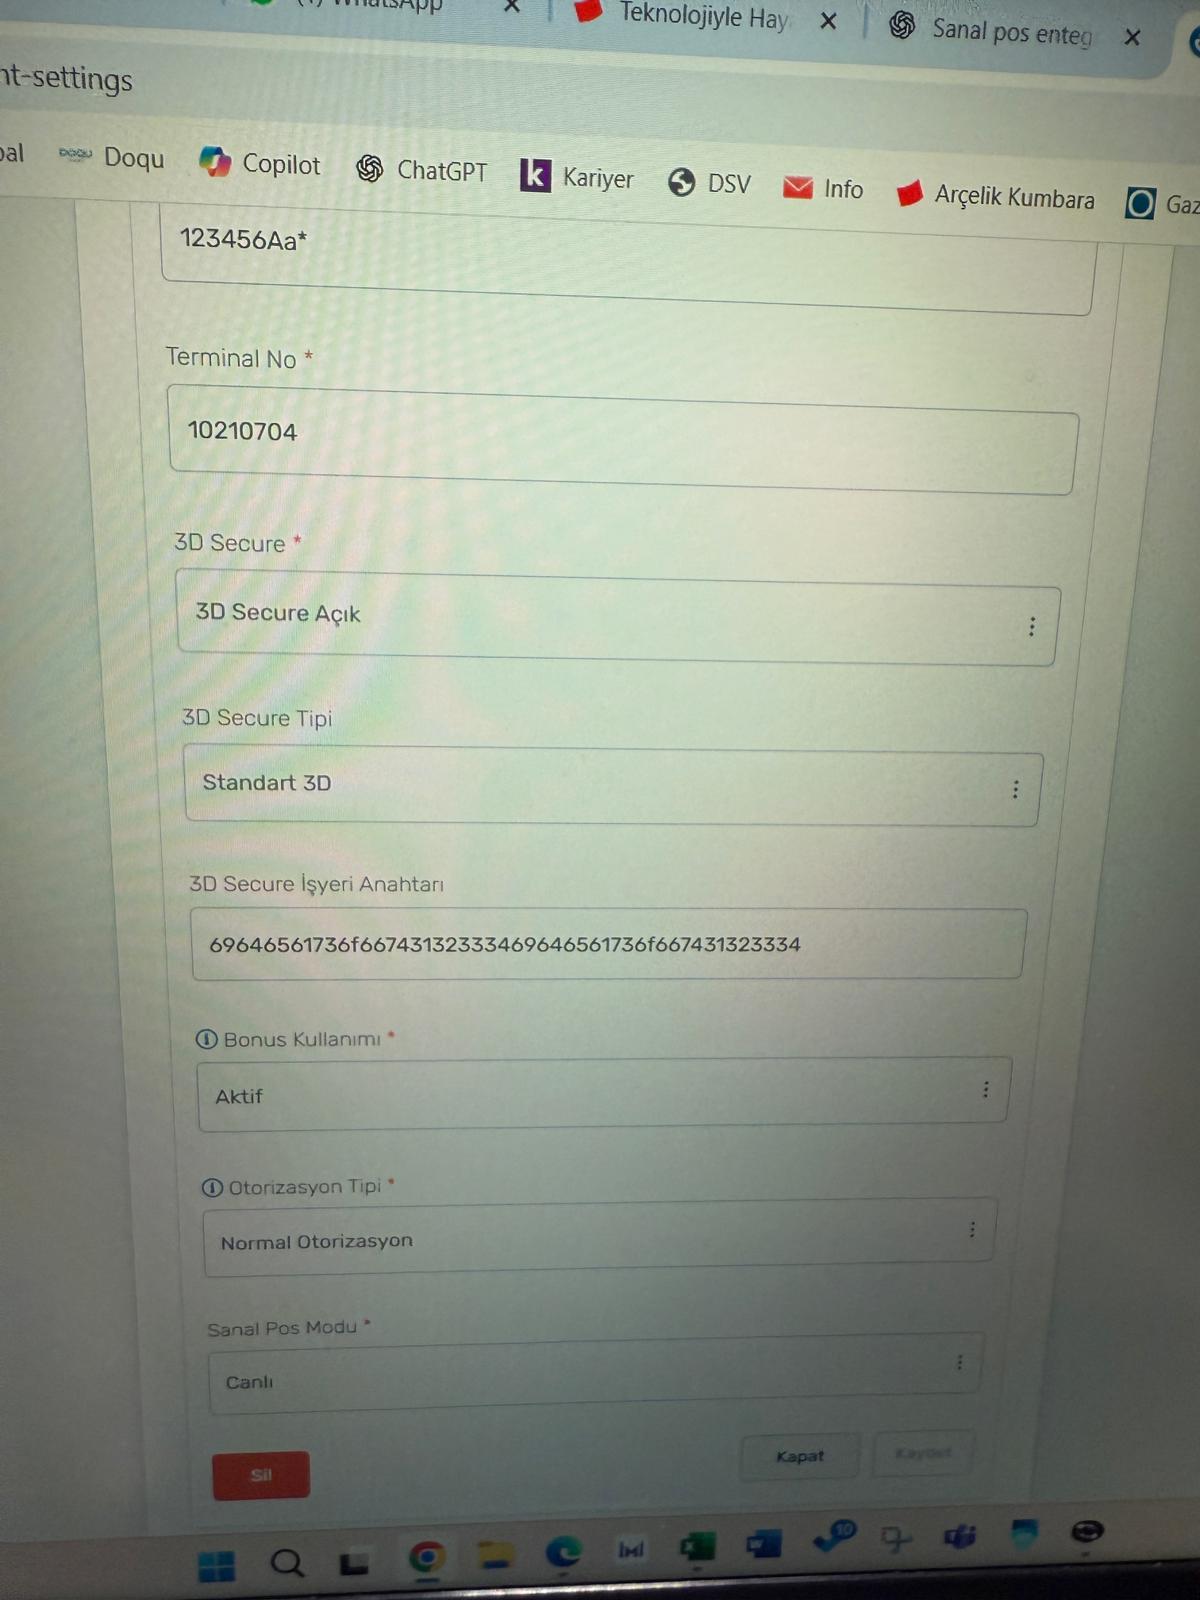 (4) WhatsApp
Teknolojiyle Hay
Sanal pos enteg
nt-settings
Doqu
Copilot
ChatGPT
Kariyer
DSV
Info
Arçelik Kumbara
Gaz
123456Aa*
Terminal No *
10210704
3D Secure *
3D Secure Açık
3D Secure Tipi
Standart 3D
3D Secure İşyeri Anahtarı
69646561736f66743132333469646561736f667431323334
Bonus Kullanımı *
Aktif
Otorizasyon Tipi *
Normal Otorizasyon
Sanal Pos Modu *
Canlı
Sil
Kapat
Kaydet
10